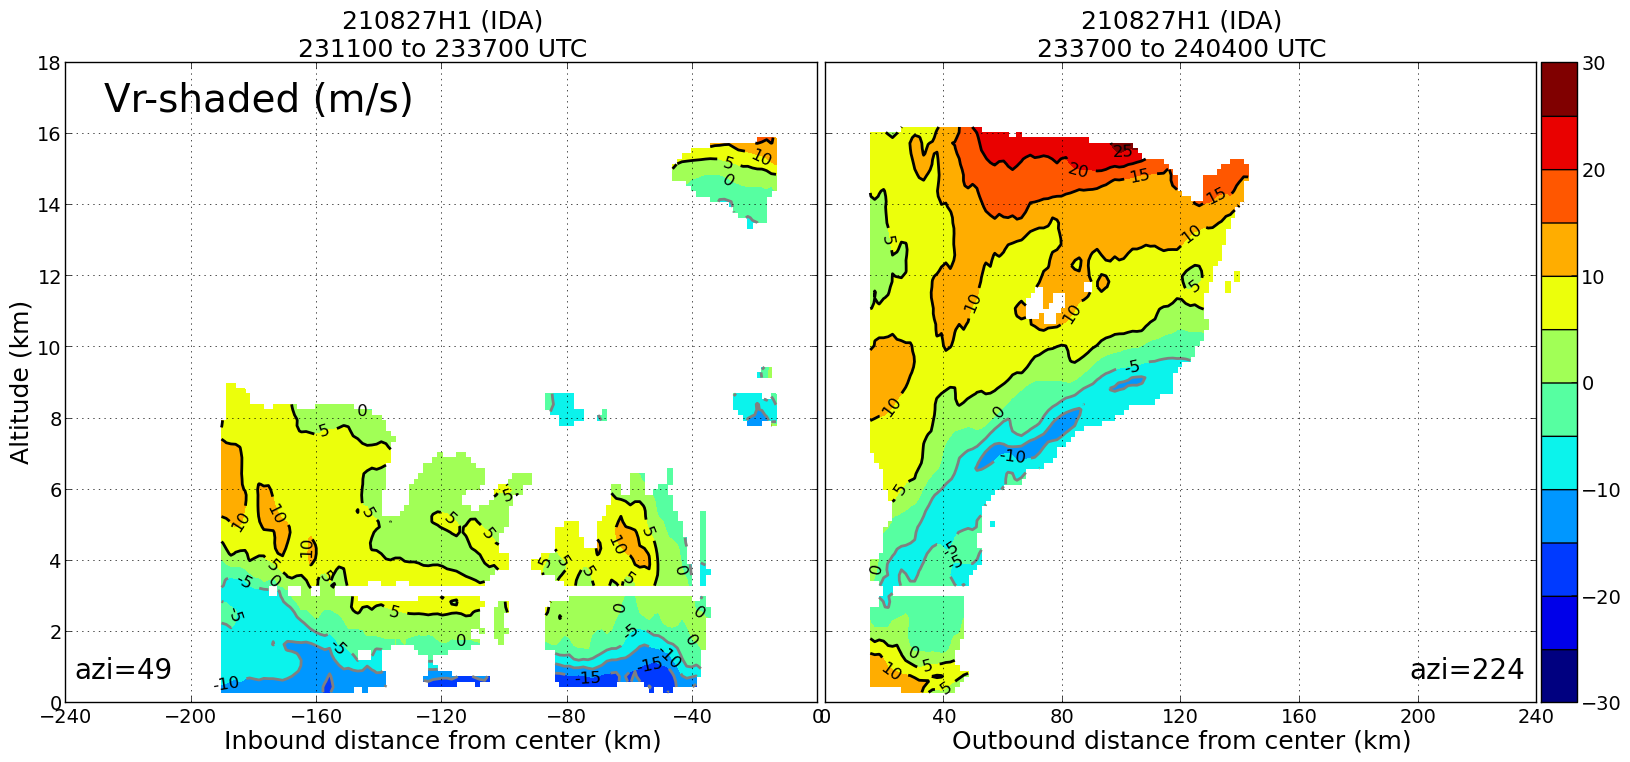 210827H1 (IDA)
231100 to 233700 UTC
210827H1 (IDA)
233700 to 240400 UTC
Vr-shaded (m/s)
Altitude (km)
18
16
14
12
10
8
6
4
2
0
azi=49
azi=224
−240 −200 −160 −120 −80 −40 0
0 40 80 120 160 200 240
Inbound distance from center (km)
Outbound distance from center (km)
30
20
10
0
−10
−20
−30